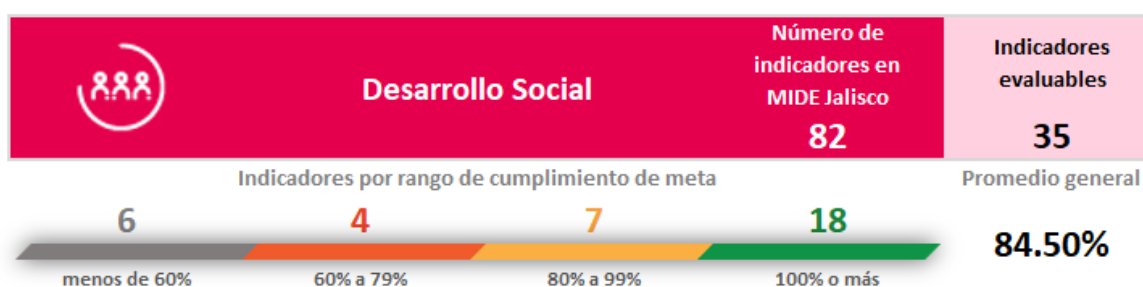 Desarrollo Social
Número de
indicadores en
MIDE Jalisco
82
Indicadores
evaluables
35
Indicadores por rango de cumplimiento de meta
Promedio general
6
4
7
18
84.50%
menos de 60%
60% a 79%
80% a 99%
100% o más